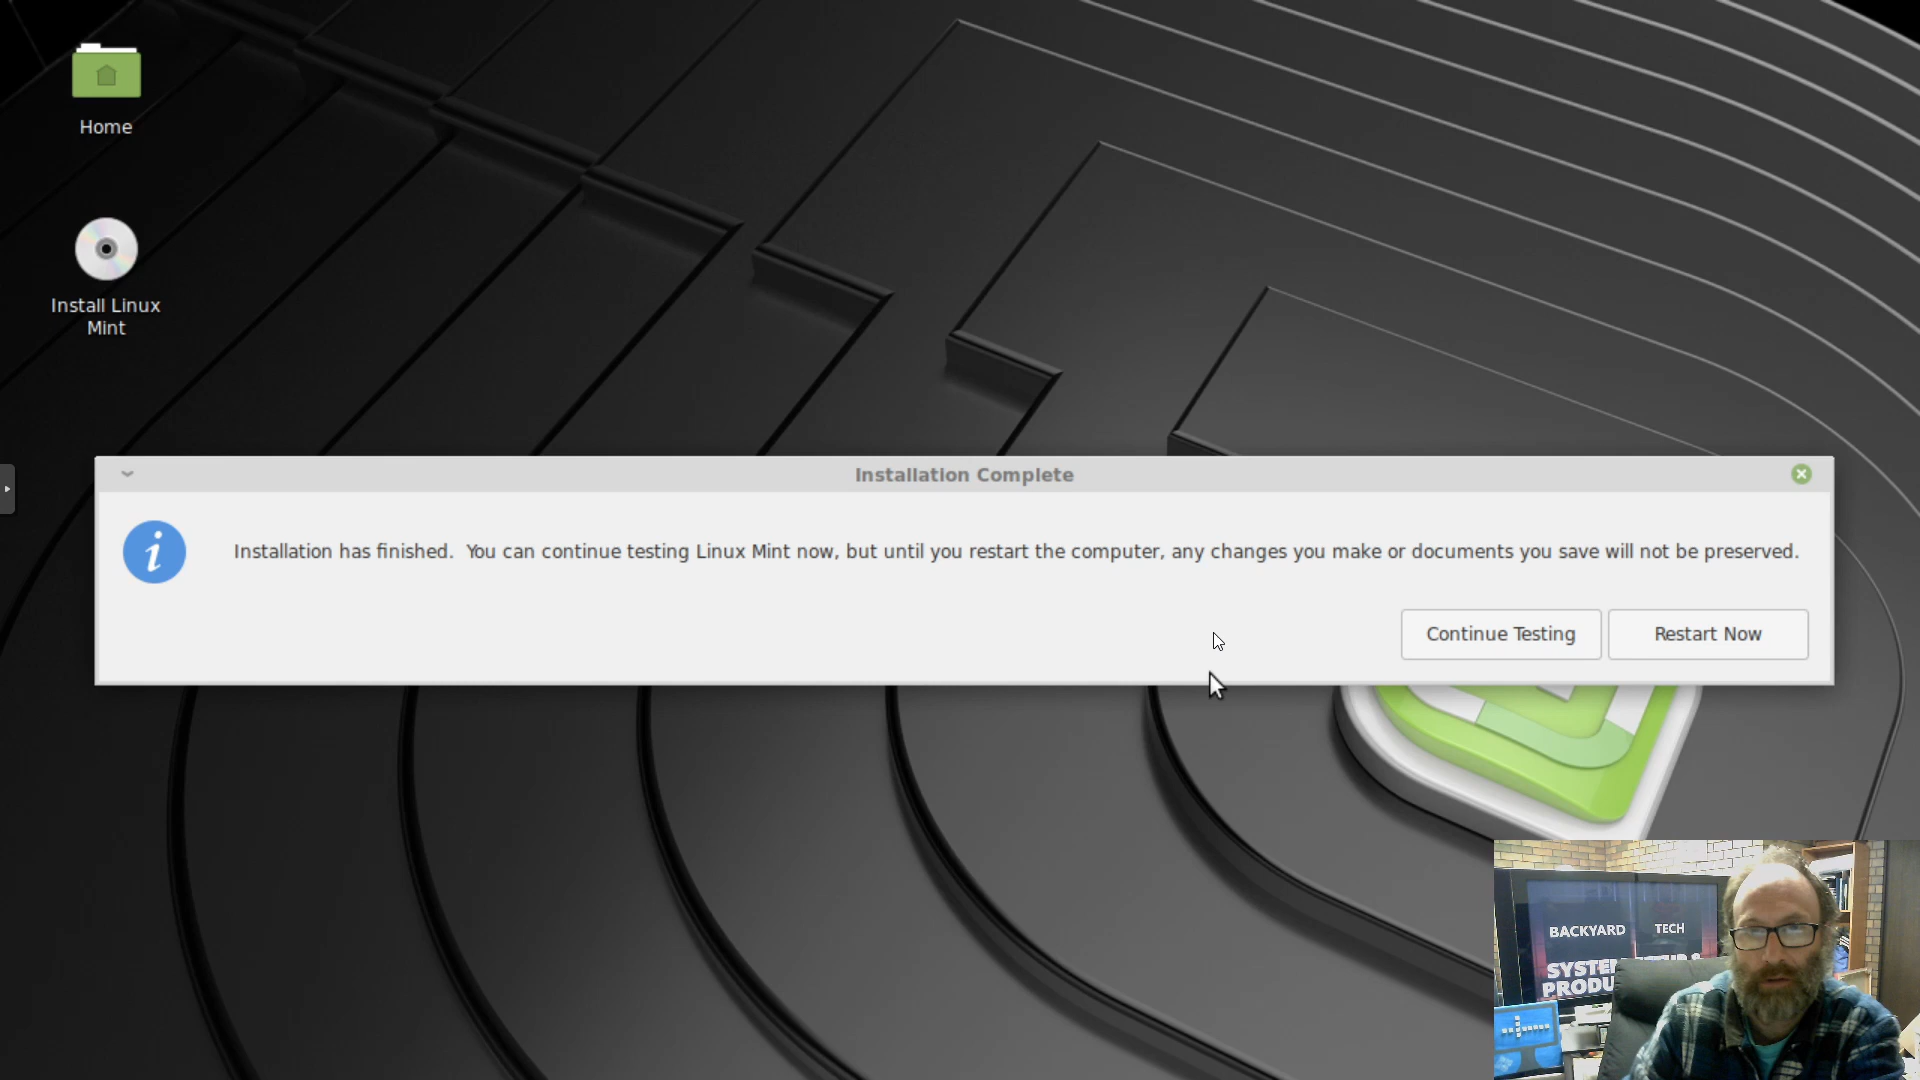 Home
Install Linux
Mint
Installation Complete
Installation has finished.  You can continue testing Linux Mint now, but until you restart the computer, any changes you make or documents you save will not be preserved.
Continue Testing
Restart Now
BACKYARD TECH